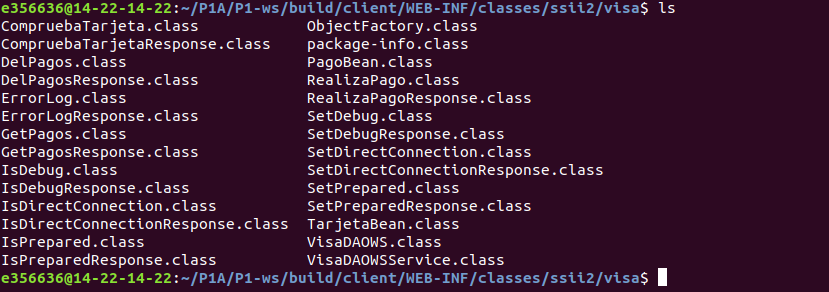 e356636@14-22-14-22:~/P1A/P1-ws/build/client/WEB-INF/classes/ssii2/visa$ ls
CompruebaTarjeta.class ObjectFactory.class
CompruebaTarjetaResponse.class package-info.class
DelPagos.class PagoBean.class
DelPagosResponse.class RealizaPago.class
ErrorLog.class RealizaPagoResponse.class
ErrorLogResponse.class SetDebug.class
GetPagos.class SetDebugResponse.class
GetPagosResponse.class SetDirectConnection.class
IsDebug.class SetDirectConnectionResponse.class
IsDebugResponse.class SetPrepared.class
IsDirectConnection.class SetPreparedResponse.class
IsDirectConnectionResponse.class TarjetaBean.class
IsPrepared.class VisaDAOWS.class
IsPreparedResponse.class VisaDAOWSService.class
e356636@14-22-14-22:~/P1A/P1-ws/build/client/WEB-INF/classes/ssii2/visa$